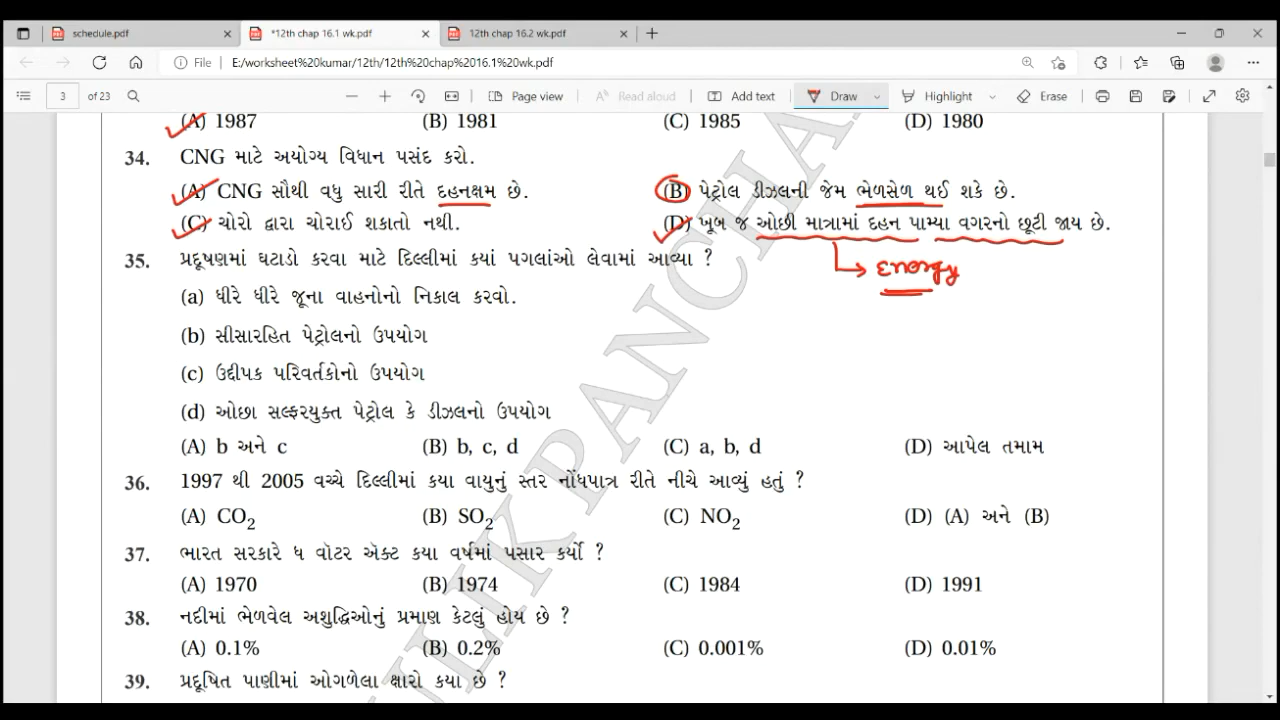 schedule.pdf
*12th chap 16.1 wk.pdf
12th chap 16.2 wk.pdf
File E:/worksheet%20kumar/12th/12th%20chap%2016.1%20wk.pdf
3 of 23 Page view Read aloud Add text Draw Highlight Erase
(A) 1987 (B) 1981 (C) 1985 (D) 1980
34. CNG માટે અયોગ્ય વિધાન પસંદ કરો.
(A) CNG સૌથી વધુ સારી રીતે દહનક્ષમ છે. (B) પેટ્રોલ ડીઝલની જેમ ભેળસેળ થઈ શકે છે.
(C) ચોરો દ્વારા ચોરાઈ શકાતો નથી. (D) ખૂબ જ ઓછી માત્રામાં દહન પામ્યા વગરનો છૂટી જાય છે.
35. પ્રદૂષણમાં ઘટાડો કરવા માટે દિલ્લીમાં કયાં પગલાંઓ લેવામાં આવ્યા ?
Energy
(a) ધીરે ધીરે જૂના વાહનોનો નિકાલ કરવો.
(b) સીસારહિત પેટ્રોલનો ઉપયોગ
(c) ઉદ્દીપક પરિવર્તકોનો ઉપયોગ
(d) ઓછા સલ્ફરયુક્ત પેટ્રોલ કે ડીઝલનો ઉપયોગ
(A) b અને c (B) b, c, d (C) a, b, d (D) આપેલ તમામ
36. 1997 થી 2005 વચ્ચે દિલ્લીમાં કયા વાયુનું સ્તર નોંધપાત્ર રીતે નીચે આવ્યું હતું ?
(A) CO₂ (B) SO₂ (C) NO₂ (D) (A) અને (B)
37. ભારત સરકારે ધ વૉટર ઍક્ટ કયા વર્ષમાં પસાર કર્યો ?
(A) 1970 (B) 1974 (C) 1984 (D) 1991
38. નદીમાં ભેળવેલ અશુદ્ધિઓનું પ્રમાણ કેટલું હોય છે ?
(A) 0.1% (B) 0.2% (C) 0.001% (D) 0.01%
39. પ્રદૂષિત પાણીમાં ઓગળેલા ક્ષારો કયા છે ?